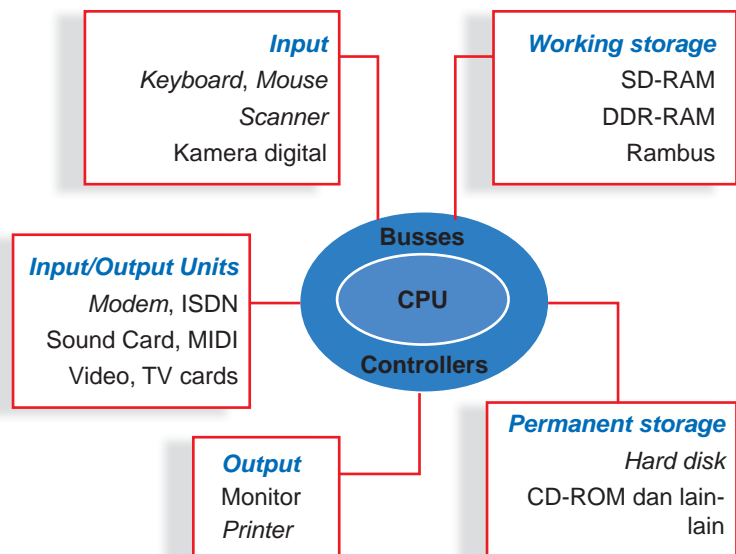 Input
Keyboard, Mouse
Scanner
Kamera digital
Working storage
SD-RAM
DDR-RAM
Rambus
Busses
CPU
Controllers
Input/Output Units
Modem, ISDN
Sound Card, MIDI
Video, TV cards
Output
Monitor
Printer
Permanent storage
Hard disk
CD-ROM dan lain-
lain